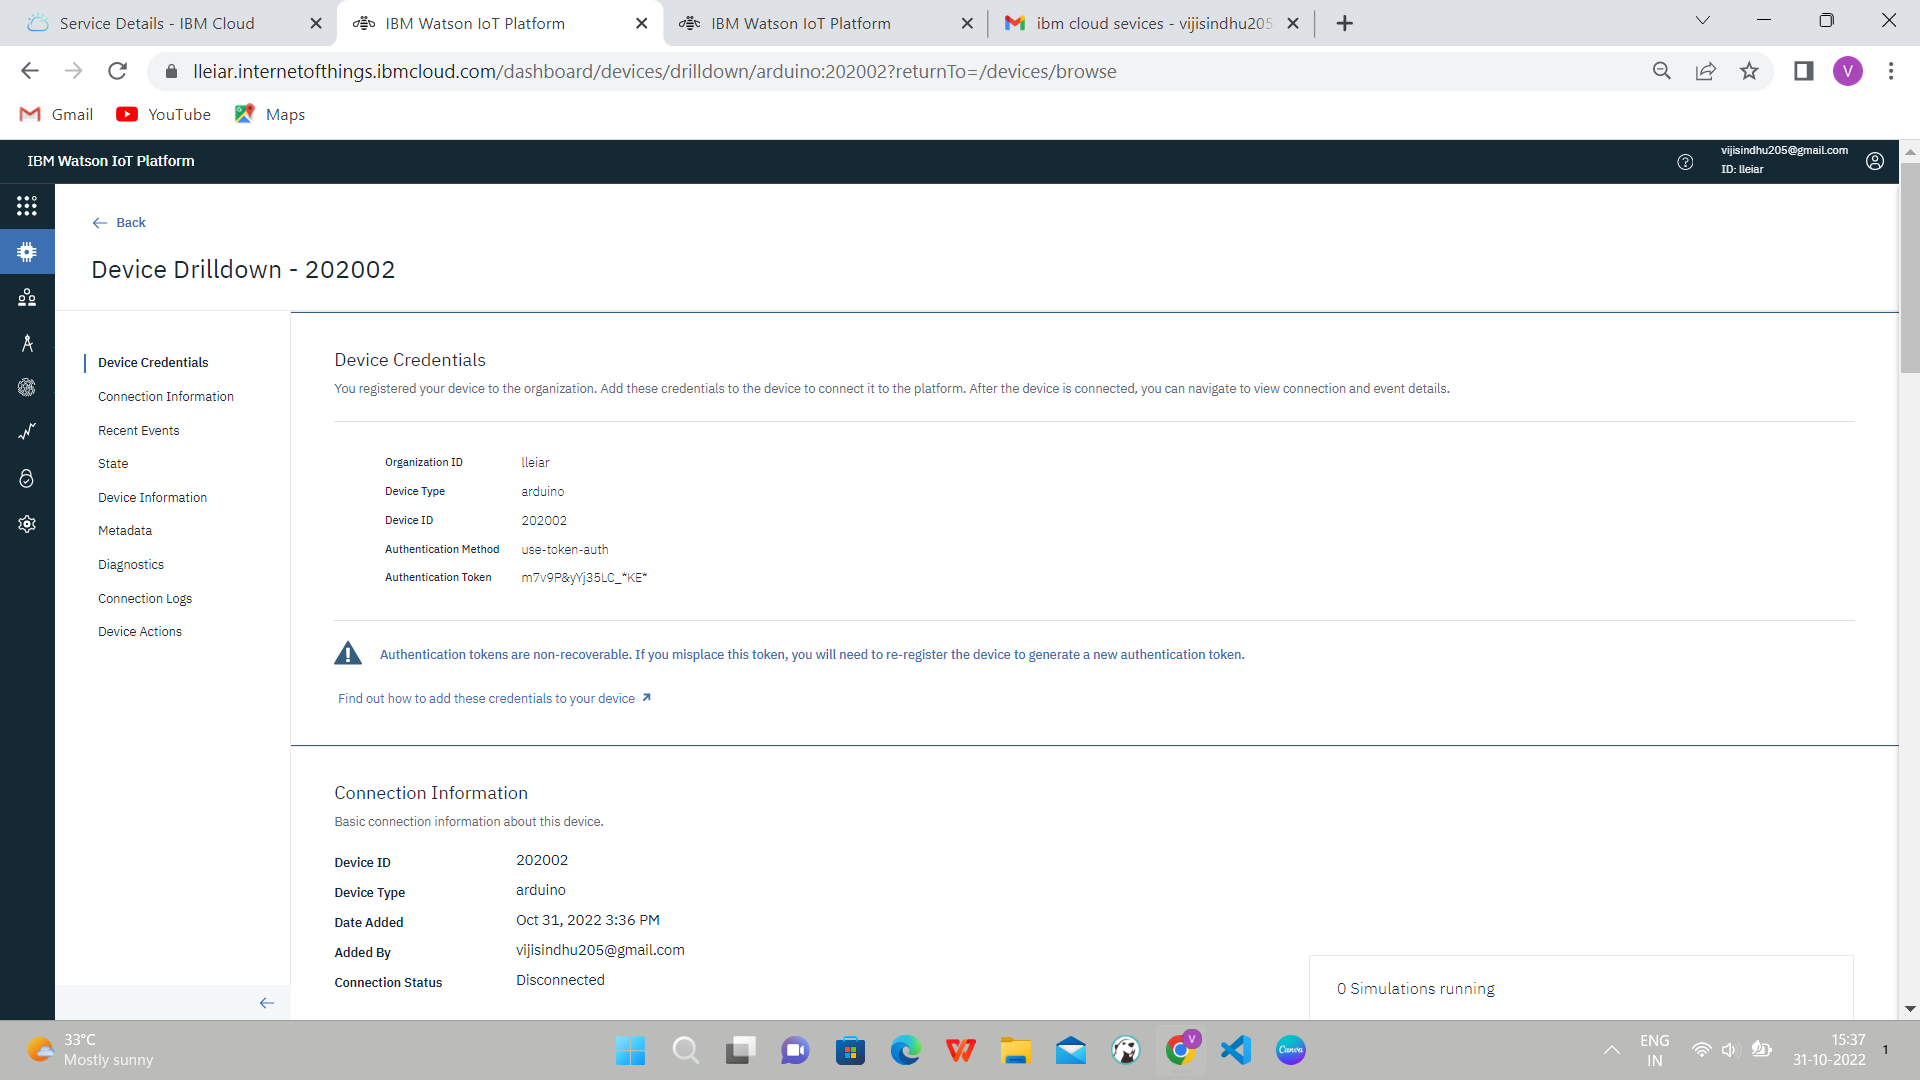 Service Details - IBM Cloud
IBM Watson IoT Platform
IBM Watson IoT Platform
ibm cloud sevices - vijisindhu205
lleiar.internetofthings.ibmcloud.com/dashboard/devices/drilldown/arduino:202002?returnTo=/devices/browse
V
Gmail
YouTube
Maps
IBM Watson IoT Platform
vijisindhu205@gmail.com
ID: lleiar
Back
Device Drilldown - 202002
Device Credentials
Connection Information
Recent Events
State
Device Information
Metadata
Diagnostics
Connection Logs
Device Actions
Device Credentials
You registered your device to the organization. Add these credentials to the device to connect it to the platform. After the device is connected, you can navigate to view connection and event details.
Organization ID lleiar
Device Type arduino
Device ID 202002
Authentication Method use-token-auth
Authentication Token m7v9P&yYj35LC_*KE*
Authentication tokens are non-recoverable. If you misplace this token, you will need to re-register the device to generate a new authentication token.
Find out how to add these credentials to your device
Connection Information
Basic connection information about this device.
Device ID 202002
Device Type arduino
Date Added Oct 31, 2022 3:36 PM
Added By vijisindhu205@gmail.com
Connection Status Disconnected
0 Simulations running
33°C
Mostly sunny
V
Canva
ENG
IN
15:37
31-10-2022
1